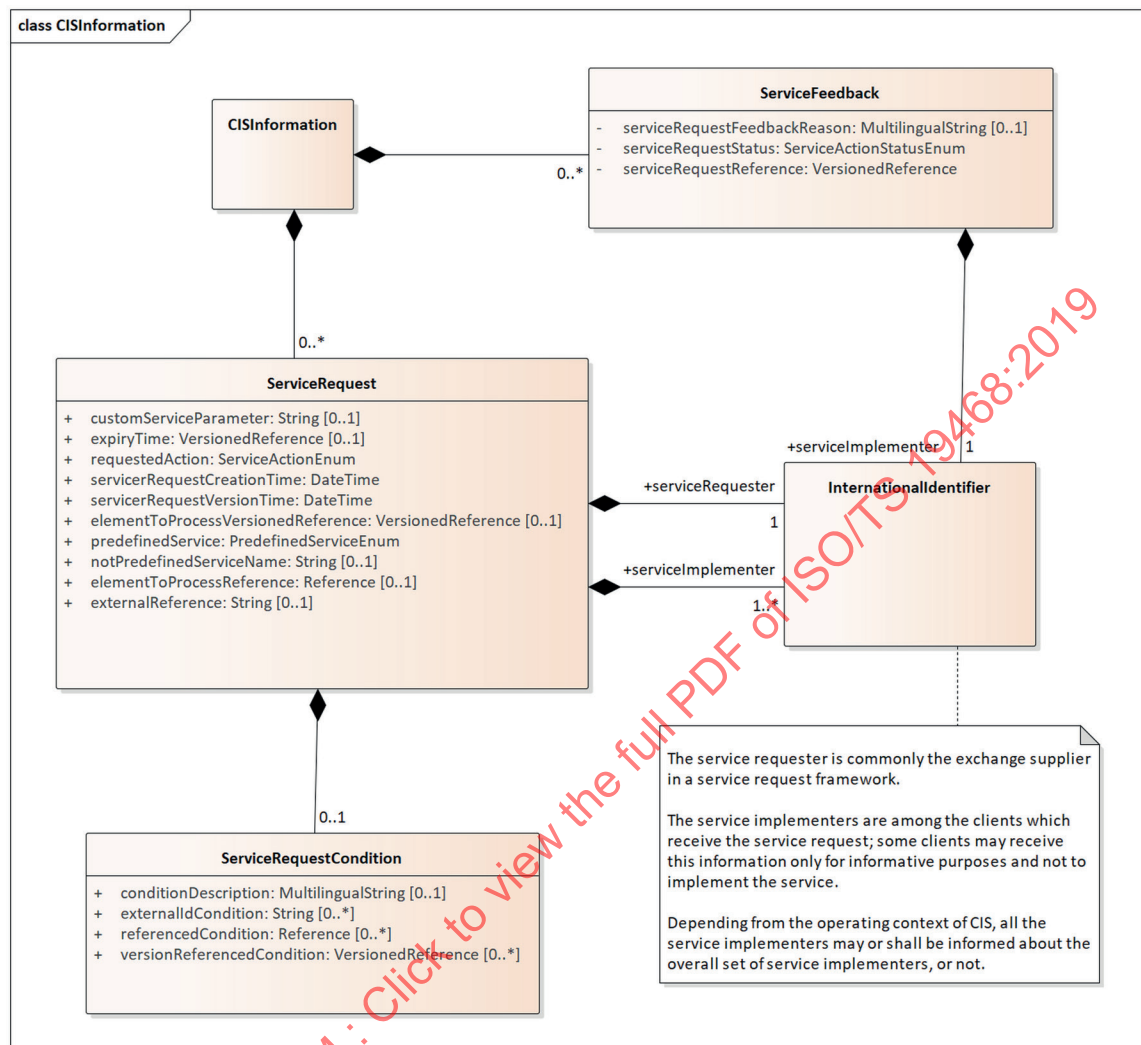 class CISInformation
CISInformation
ServiceFeedback
- serviceRequestFeedbackReason: MultilingualString [0..1]
- serviceRequestStatus: ServiceActionStatusEnum
- serviceRequestReference: VersionedReference
0..*
0..*
ServiceRequest
+ customServiceParameter: String [0..1]
+ expiryTime: VersionedReference [0..1]
+ requestedAction: ServiceActionEnum
+ servicerRequestCreationTime: DateTime
+ servicerRequestVersionTime: DateTime
+ elementToProcessVersionedReference: VersionedReference [0..1]
+ predefinedService: PredefinedServiceEnum
+ notPredefinedServiceName: String [0..1]
+ elementToProcessReference: Reference [0..1]
+ externalReference: String [0..1]
+serviceImplementer
1
+serviceRequester
1
+serviceImplementer
1..*
InternationalIdentifier
The service requester is commonly the exchange supplier
in a service request framework.
The service implementers are among the clients which
receive the service request; some clients may receive
this information only for informative purposes and not to
implement the service.
Depending from the operating context of CIS, all the
service implementers may or shall be informed about the
overall set of service implementers, or not.
0..1
ServiceRequestCondition
+ conditionDescription: MultilingualString [0..1]
+ externalIdCondition: String [0..*]
+ referencedCondition: Reference [0..*]
+ versionReferencedCondition: VersionedReference [0..*]
: Click to view the full PDF of ISO/TS 19468:2019